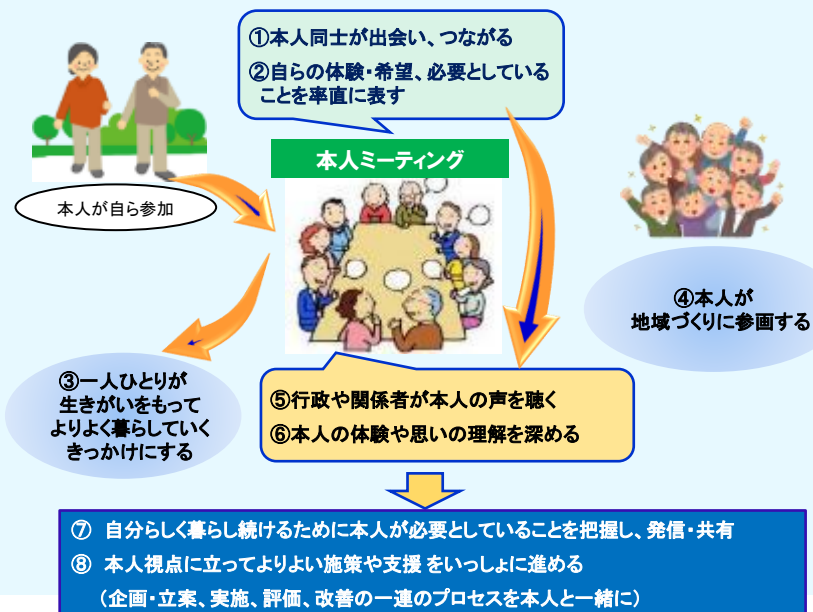 ①本人同士が出会い、つながる
②自らの体験・希望、必要としている
ことを率直に表す
本人ミーティング
本人が自ら参加
④本人が
地域づくりに参画する
③一人ひとりが
生きがいをもって
よりよく暮らしていく
きっかけにする
⑤行政や関係者が本人の声を聴く
⑥本人の体験や思いの理解を深める
⑦ 自分らしく暮らし続けるために本人が必要としていることを把握し、発信・共有
⑧ 本人視点に立ってよりよい施策や支援 をいっしょに進める
(企画・立案、実施、評価、改善の一連のプロセスを本人と一緒に)